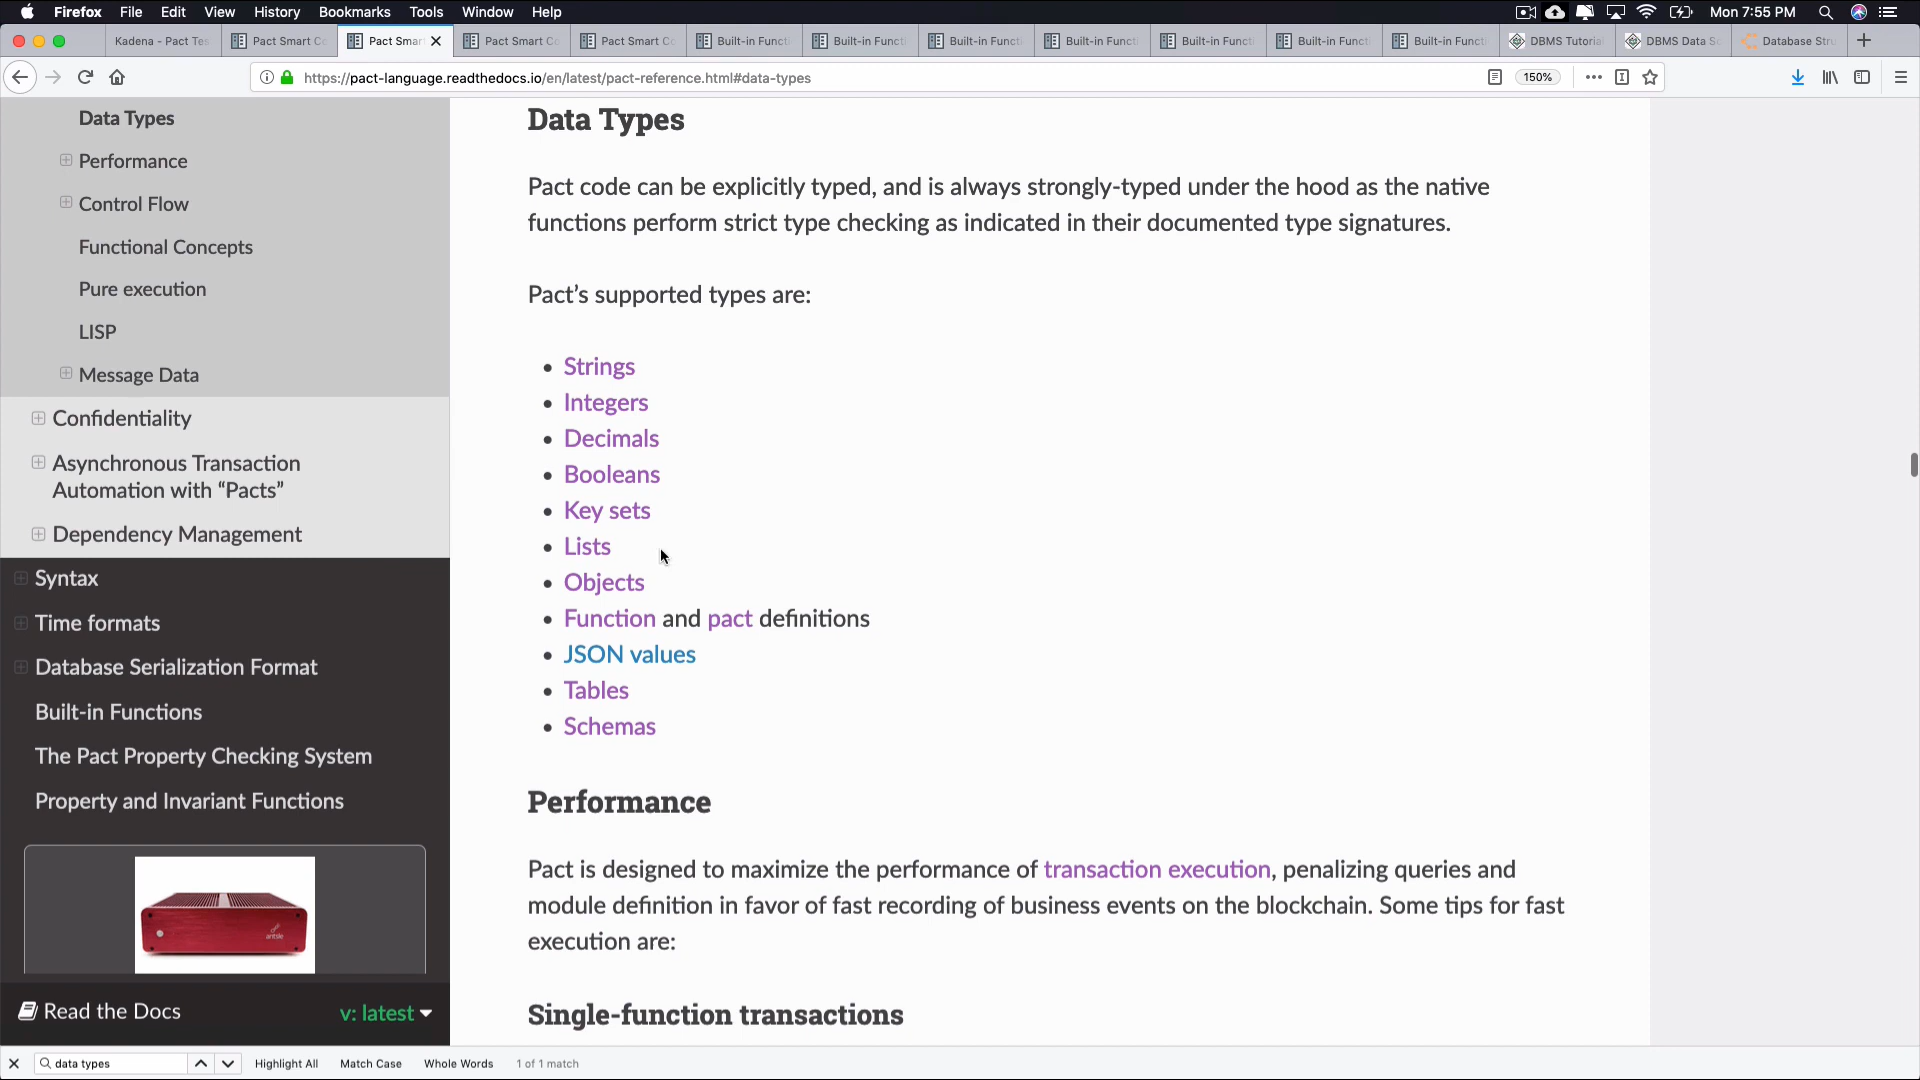 Firefox File Edit View History Bookmarks Tools Window Help Mon 7:55 PM
Kadena - Pact Tes Pact Smart Co Pact Smar Pact Smart Co Pact Smart Co Built-in Functi Built-in Functi Built-in Functi Built-in Functi Built-in Functi Built-in Functi Built-in Functi DBMS Tutoria DBMS Data Sc Database Stru
https://pact-language.readthedocs.io/en/latest/pact-reference.html#data-types 150%
Data Types
Performance
Control Flow
Functional Concepts
Pure execution
LISP
Message Data
Confidentiality
Asynchronous Transaction
Automation with “Pacts”
Dependency Management
Syntax
Time formats
Database Serialization Format
Built-in Functions
The Pact Property Checking System
Property and Invariant Functions
antsle
Read the Docs v: latest
Data Types
Pact code can be explicitly typed, and is always strongly-typed under the hood as the native
functions perform strict type checking as indicated in their documented type signatures.
Pact’s supported types are:
• Strings
• Integers
• Decimals
• Booleans
• Key sets
• Lists
• Objects
• Function and pact definitions
• JSON values
• Tables
• Schemas
Performance
Pact is designed to maximize the performance of transaction execution, penalizing queries and
module definition in favor of fast recording of business events on the blockchain. Some tips for fast
execution are:
Single-function transactions
data types Highlight All Match Case Whole Words 1 of 1 match